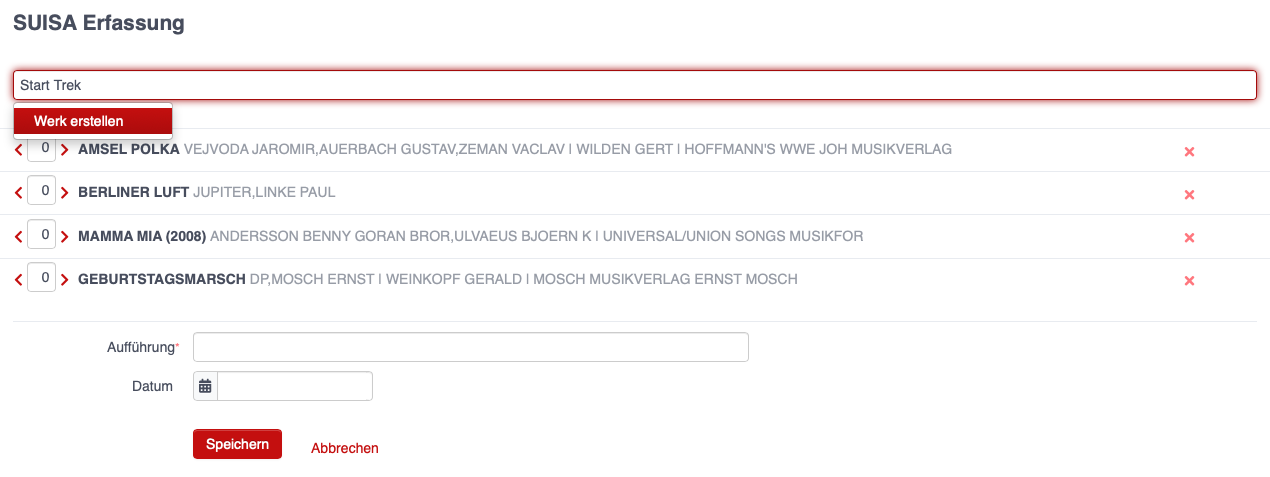 SUISA Erfassung
Start Trek
Werk erstellen
0 AMSEL POLKA VEJVODA JAROMIR,AUERBACH GUSTAV,ZEMAN VACLAV | WILDEN GERT | HOFFMANN'S WWE JOH MUSIKVERLAG
0 BERLINER LUFT JUPITER,LINKE PAUL
0 MAMMA MIA (2008) ANDERSSON BENNY GORAN BROR,ULVAEUS BJOERN K | UNIVERSAL/UNION SONGS MUSIKFOR
0 GEBURTSTAGSMARSCH DP,MOSCH ERNST | WEINKOPF GERALD | MOSCH MUSIKVERLAG ERNST MOSCH
Aufführung*
Datum
Speichern Abbrechen